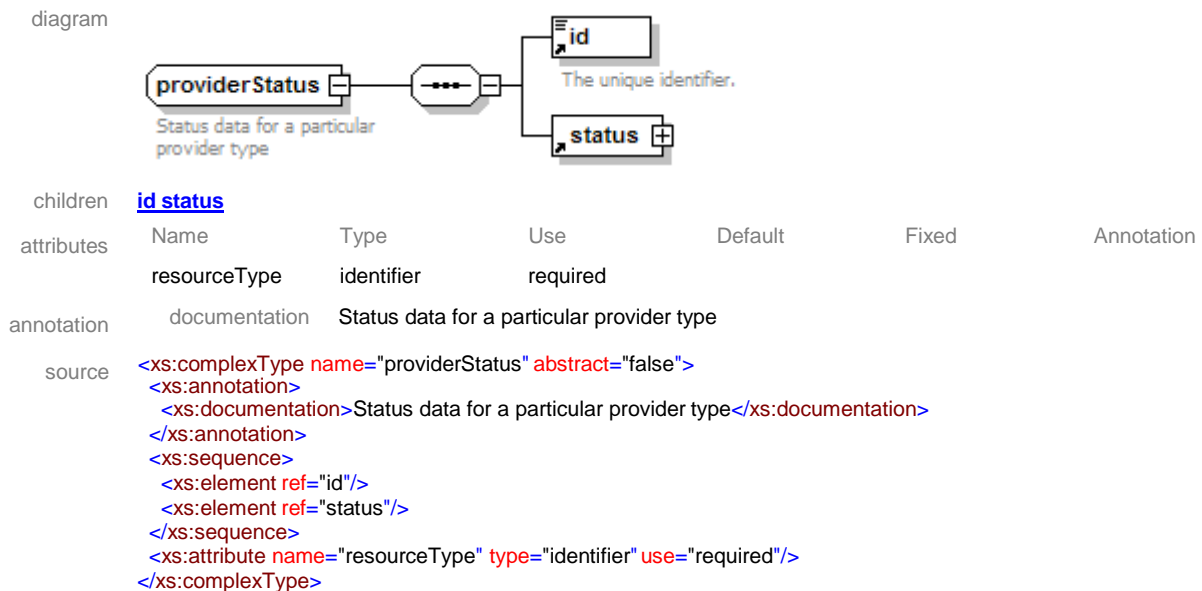 diagram
id
The unique identifier.
providerStatus
Status data for a particular
provider type
status
children id status
attributes Name Type Use Default Fixed Annotation
resourceType identifier required
annotation documentation Status data for a particular provider type
source <xs:complexType name="providerStatus" abstract="false">
<xs:annotation>
<xs:documentation>Status data for a particular provider type</xs:documentation>
</xs:annotation>
<xs:sequence>
<xs:element ref="id"/>
<xs:element ref="status"/>
</xs:sequence>
<xs:attribute name="resourceType" type="identifier" use="required"/>
</xs:complexType>